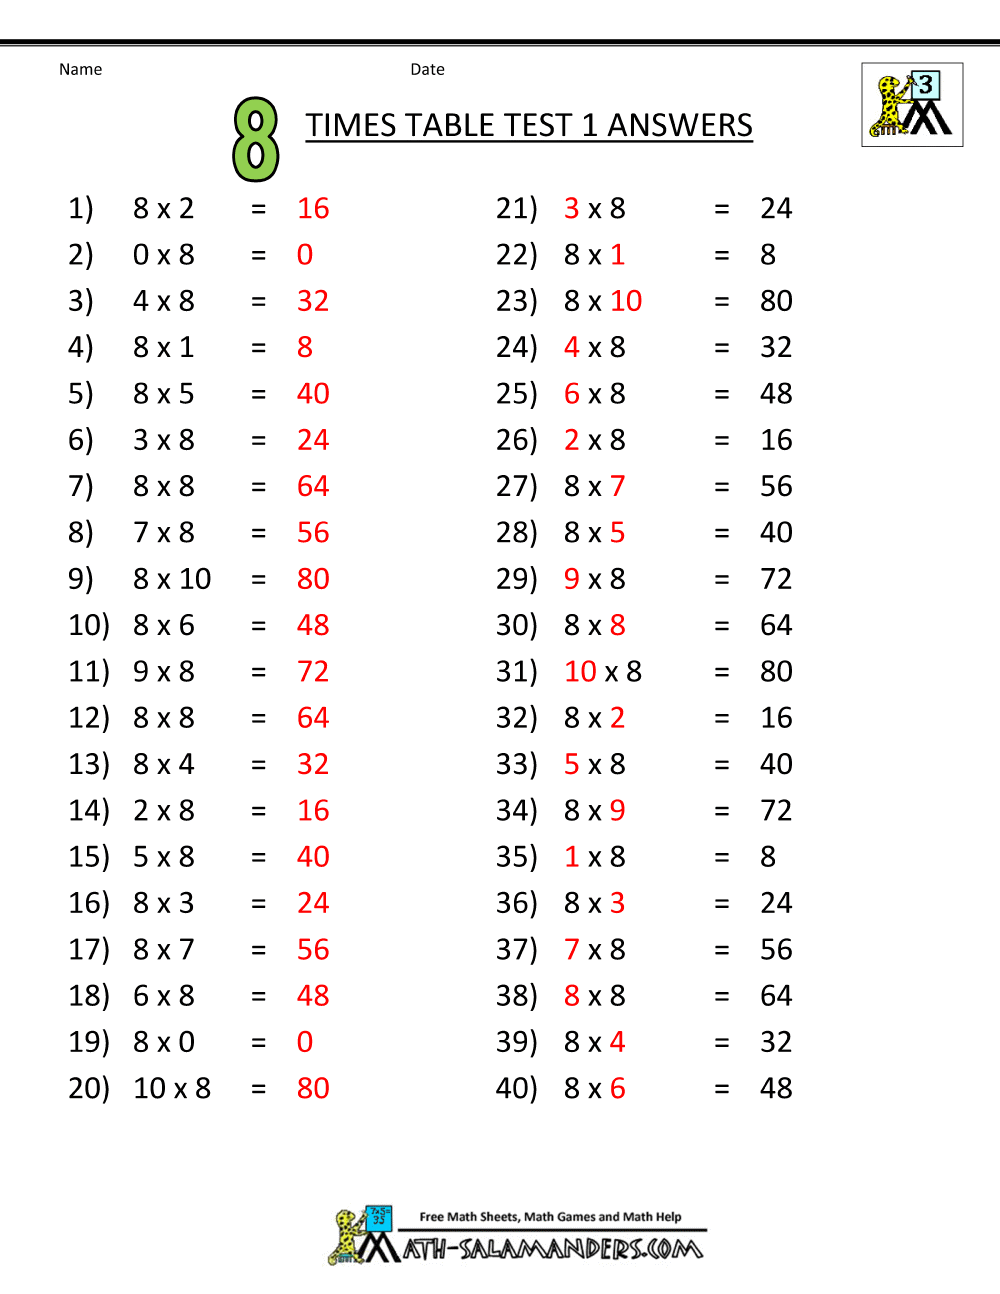 Name Date
3
8 TIMES TABLE TEST 1 ANSWERS
1) 8 x 2 = 16 21) 3 x 8 = 24
2) 0 x 8 = 0 22) 8 x 1 = 8
3) 4 x 8 = 32 23) 8 x 10 = 80
4) 8 x 1 = 8 24) 4 x 8 = 32
5) 8 x 5 = 40 25) 6 x 8 = 48
6) 3 x 8 = 24 26) 2 x 8 = 16
7) 8 x 8 = 64 27) 8 x 7 = 56
8) 7 x 8 = 56 28) 8 x 5 = 40
9) 8 x 10 = 80 29) 9 x 8 = 72
10) 8 x 6 = 48 30) 8 x 8 = 64
11) 9 x 8 = 72 31) 10 x 8 = 80
12) 8 x 8 = 64 32) 8 x 2 = 16
13) 8 x 4 = 32 33) 5 x 8 = 40
14) 2 x 8 = 16 34) 8 x 9 = 72
15) 5 x 8 = 40 35) 1 x 8 = 8
16) 8 x 3 = 24 36) 8 x 3 = 24
17) 8 x 7 = 56 37) 7 x 8 = 56
18) 6 x 8 = 48 38) 8 x 8 = 64
19) 8 x 0 = 0 39) 8 x 4 = 32
20) 10 x 8 = 80 40) 8 x 6 = 48
7x5=
35
Free Math Sheets, Math Games and Math Help
MATH-SALAMANDERS.COM